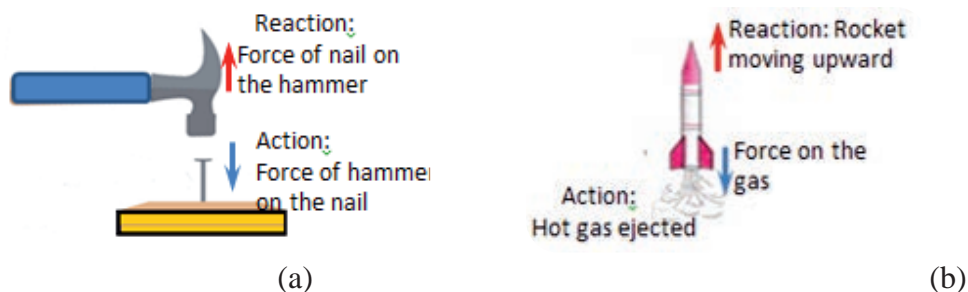 Reaction:
Force of nail on
the hammer
Action:
Force of hammer
on the nail
(a)
Reaction: Rocket
moving upward
Force on the
gas
Action:
Hot gas ejected
(b)